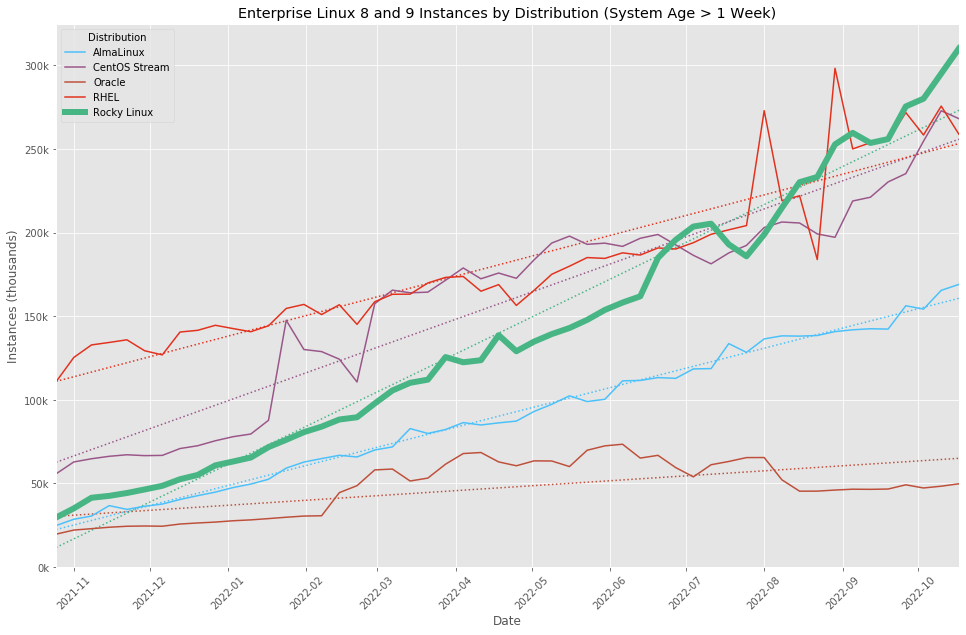 Enterprise Linux 8 and 9 Instances by Distribution (System Age > 1 Week)
Distribution
AlmaLinux
CentOS Stream
Oracle
RHEL
Rocky Linux
Instances (thousands)
300k
250k
200k
150k
100k
50k
0k
2021-11
2021-12
2022-01
2022-02
2022-03
2022-04
2022-05
2022-06
2022-07
2022-08
2022-09
2022-10
Date